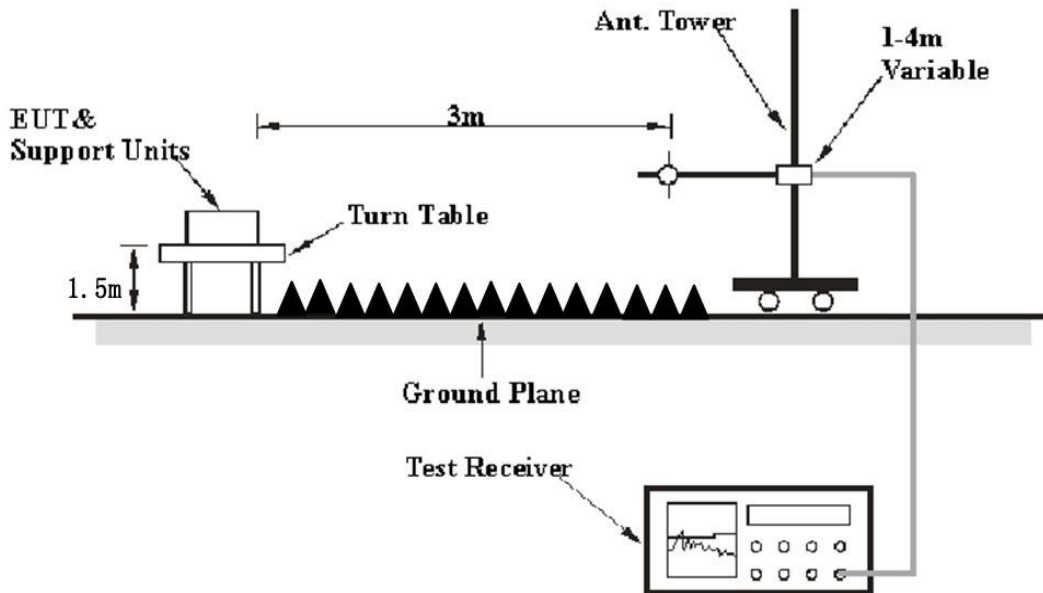 Ant. Tower
1-4m
Variable
3m
EUT&
Support Units
Turn Table
1.5m
Ground Plane
Test Receiver